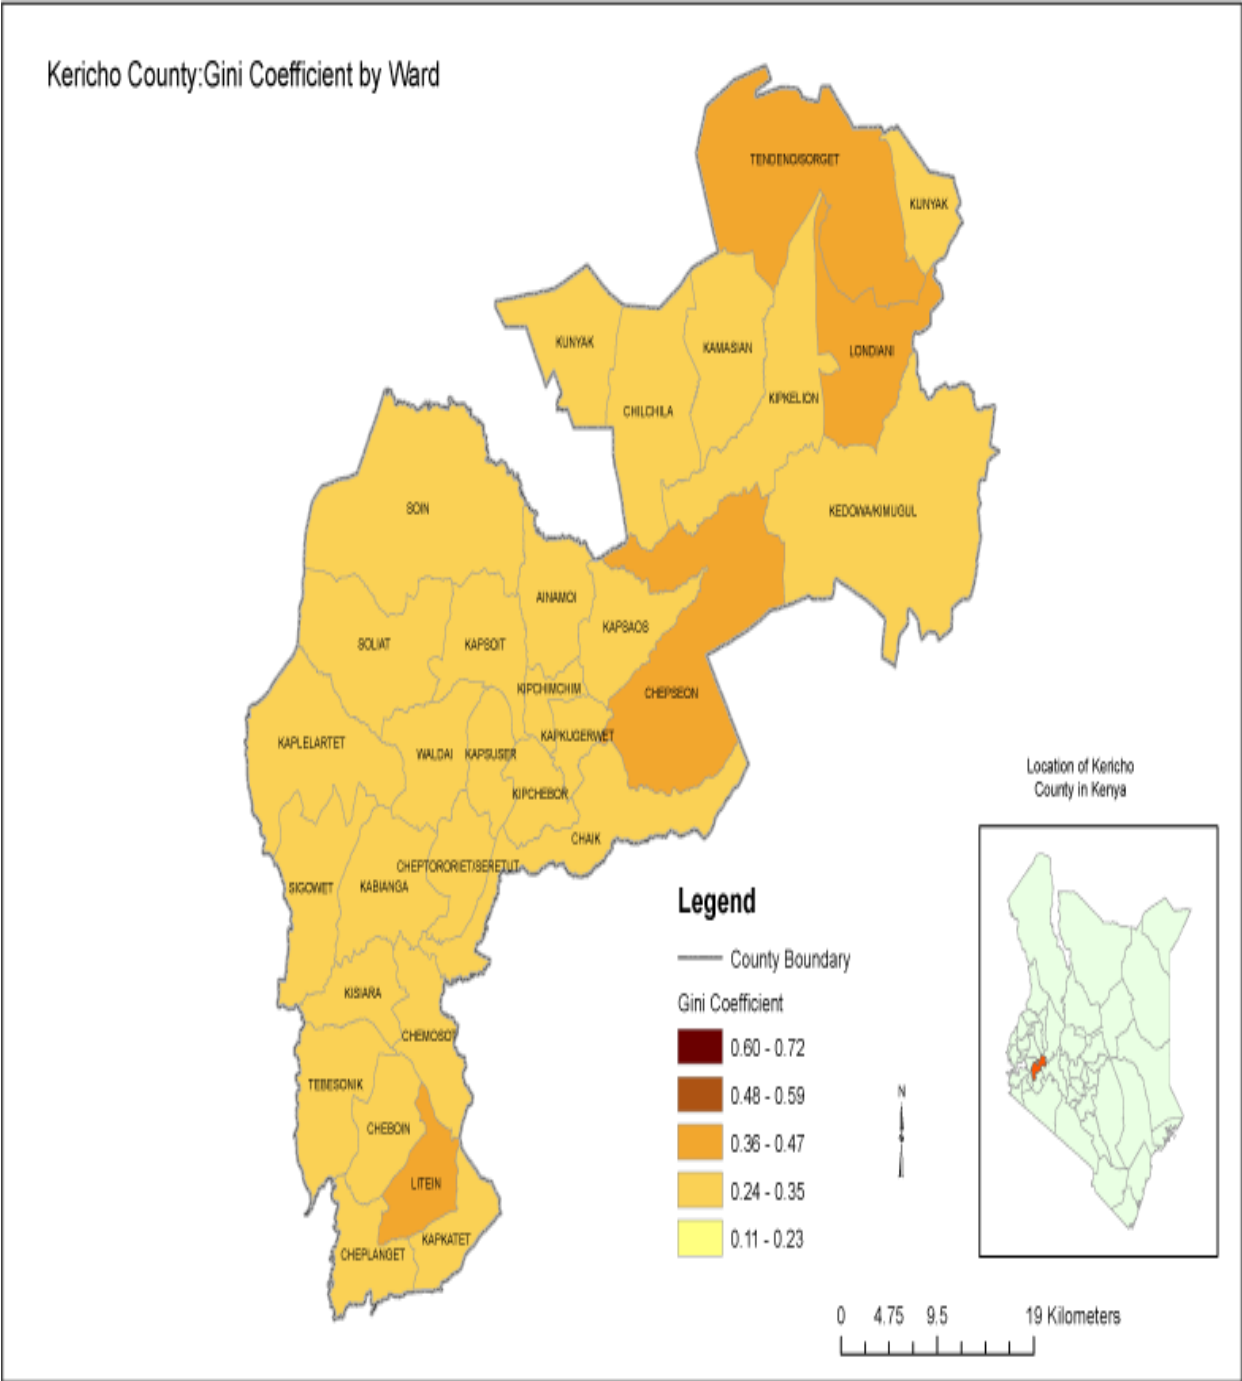 Kericho County:Gini Coefficient by Ward
TENDENO/SORGET
KUNYAK
KUNYAK
KAMASIAN
LONDIANI
KIPKELION
CHILCHILA
SOIN
KEDOWA/KIMUGUL
AINAMOI
KAPSAOS
SOLIAT
KAPSOIT
KIPCHIMCHIM
CHEPSEON
KAPKUGERWET
KAPLELARTET
WALDAI
KAPSUSER
KIPCHEBOR
CHAIK
CHEPTORORIET/SERETUT
SIGOWET
KABIANGA
KISIARA
CHEMOSOT
TEBESONIK
CHEBOIN
LITEIN
KAPKATET
CHEPLANGET
Location of Kericho
County in Kenya
Legend
County Boundary
Gini Coefficient
0.60 - 0.72
0.48 - 0.59
0.36 - 0.47
0.24 - 0.35
0.11 - 0.23
N
0 4.75 9.5 19 Kilometers